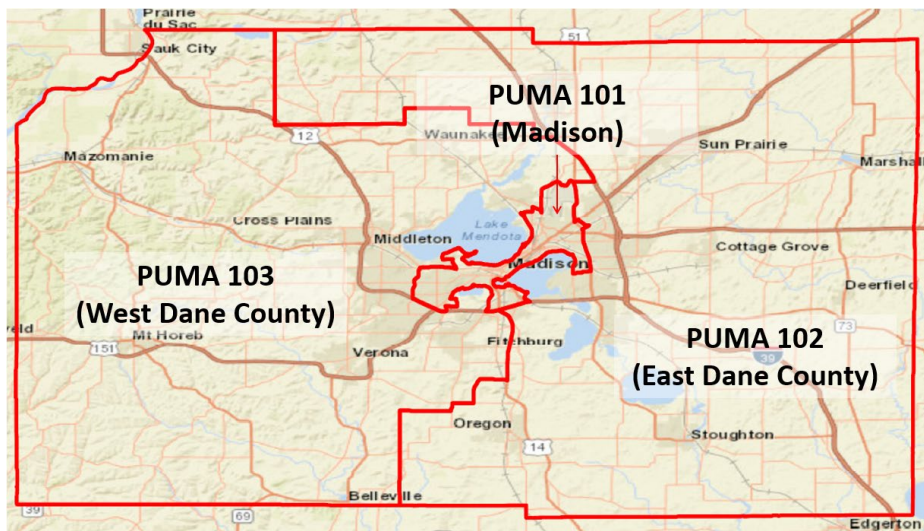 Prairie
du Sac
Sauk City
51
PUMA 101
(Madison)
12
Waunakee
Sun Prairie
Mazomanie
Marshall
Cross Plains
Lake
Mendota
Middleton
Cottage Grove
Madison
PUMA 103
(West Dane County)
Deerfield
Mt Horeb
73
151
Verona
Fitchburg
PUMA 102
(East Dane County)
39
Oregon
14
Stoughton
Belleville
39
69
Edgerton